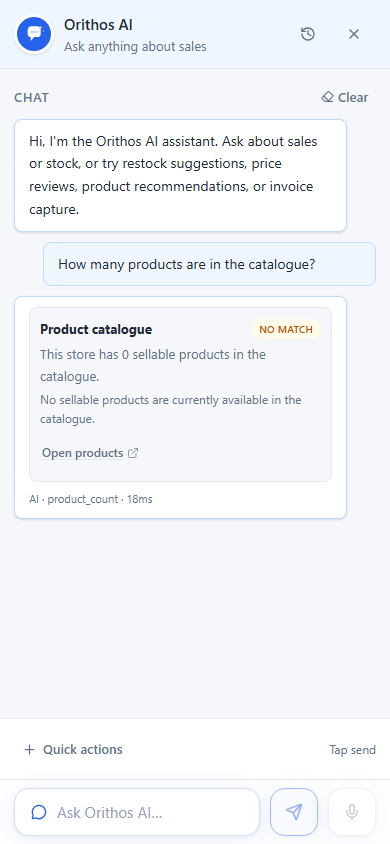 Orithos AI
Ask anything about sales
CHAT
Clear
Hi, I'm the Orithos AI assistant. Ask about sales
or stock, or try restock suggestions, price
reviews, product recommendations, or invoice
capture.
How many products are in the catalogue?
Product catalogue
NO MATCH
This store has 0 sellable products in the
catalogue.
No sellable products are currently available in the
catalogue.
Open products
AI · product_count · 18ms
Quick actions
Tap send
Ask Orithos AI...